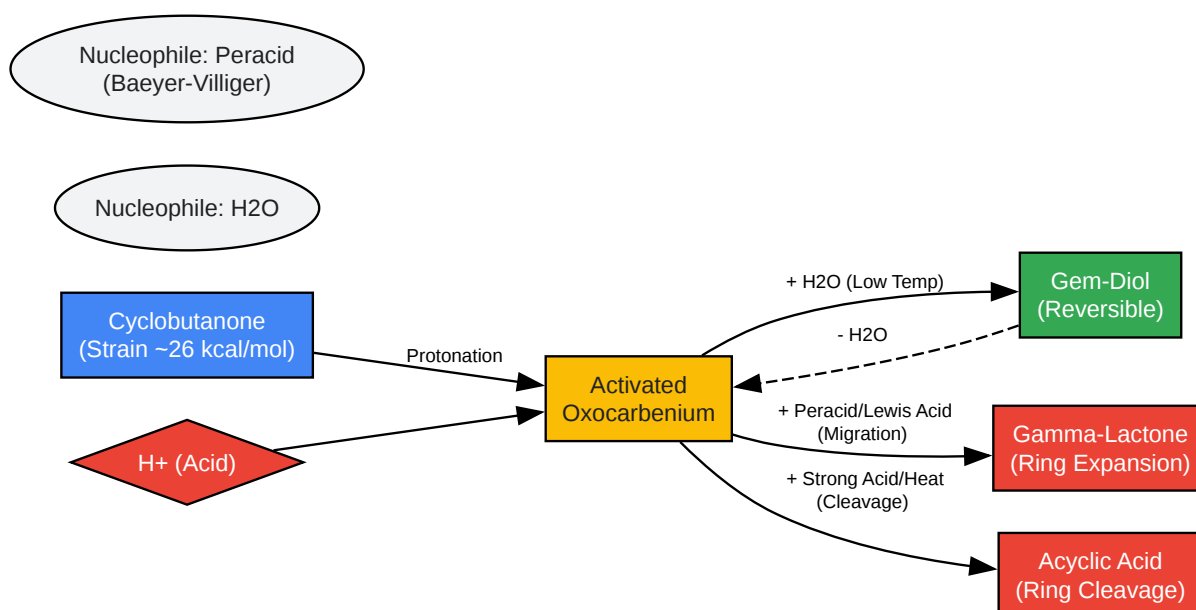 Nucleophile: Peracid
(Baeyer-Villiger)
Nucleophile: H2O
Cyclobutanone
(Strain ~26 kcal/mol)
H+ (Acid)
Protonation
Activated
Oxocarbenium
+ H2O (Low Temp)
- H2O
+ Peracid/Lewis Acid
(Migration)
+ Strong Acid/Heat
(Cleavage)
Gem-Diol
(Reversible)
Gamma-Lactone
(Ring Expansion)
Acyclic Acid
(Ring Cleavage)